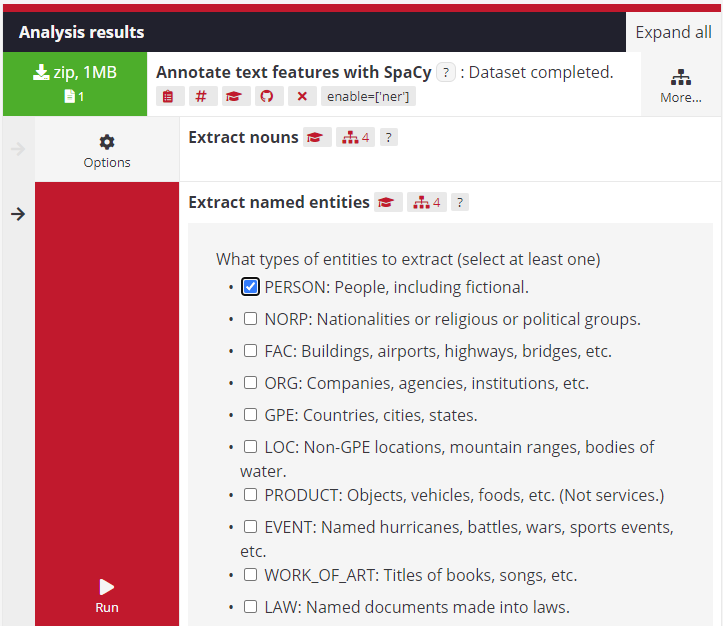 Analysis results
Expand all
zip, 1MB
1
Annotate text features with SpaCy ? : Dataset completed.
# enable=['ner']
More...
Options
Extract nouns 4 ?
Extract named entities 4 ?
What types of entities to extract (select at least one)
PERSON: People, including fictional.
NORP: Nationalities or religious or political groups.
FAC: Buildings, airports, highways, bridges, etc.
ORG: Companies, agencies, institutions, etc.
GPE: Countries, cities, states.
LOC: Non-GPE locations, mountain ranges, bodies of
water.
PRODUCT: Objects, vehicles, foods, etc. (Not services.)
EVENT: Named hurricanes, battles, wars, sports events,
etc.
WORK_OF_ART: Titles of books, songs, etc.
LAW: Named documents made into laws.
Run